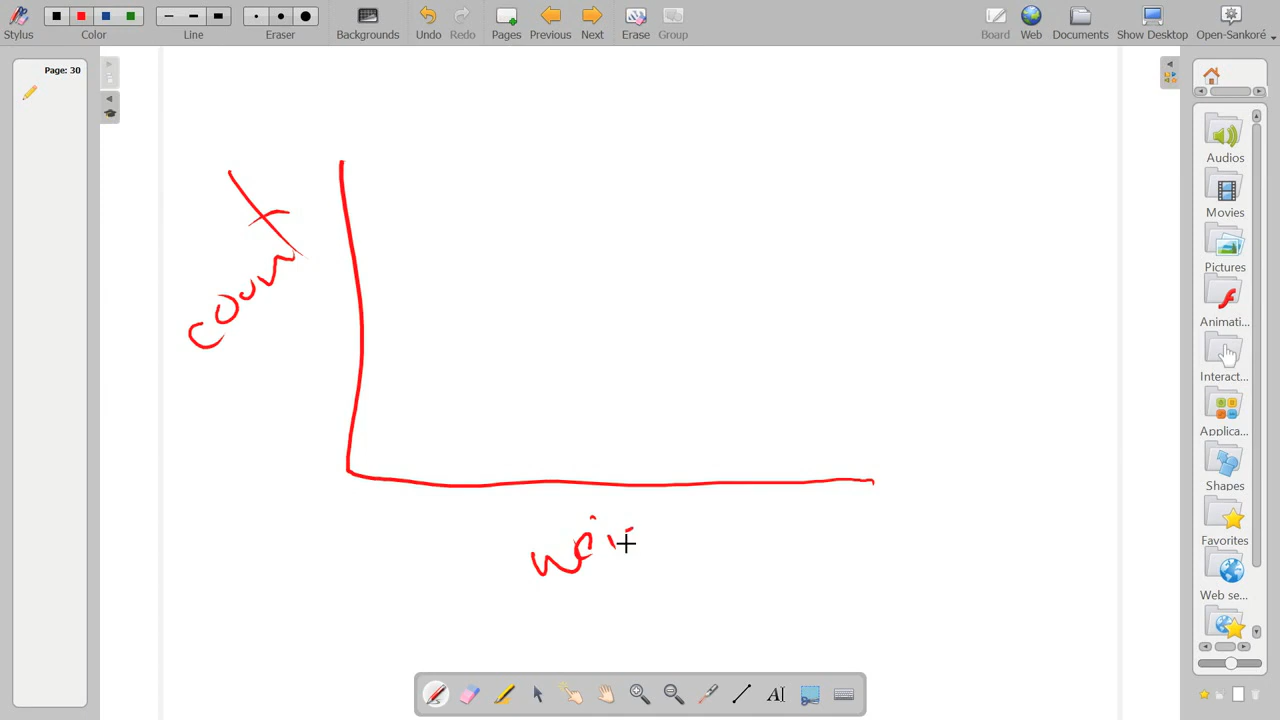 Stylus
Color
Line
Eraser
Backgrounds
Undo
Redo
Pages
Previous
Next
Erase
Group
Board
Web
Documents
Show Desktop
Open-Sankoré
Page: 30
count
Audios
Movies
Pictures
Animati...
Interact...
Applica...
Shapes
Favorites
Web se...
AI